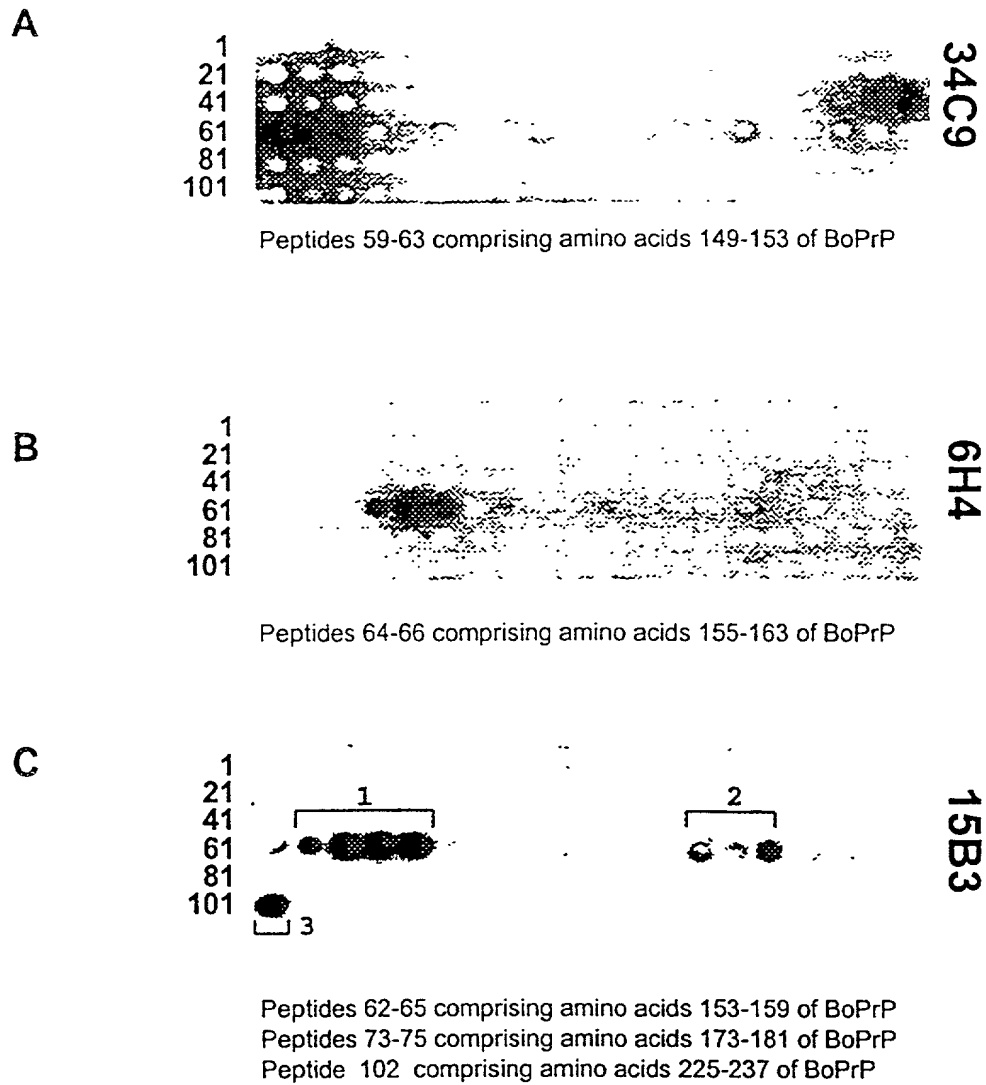 A
1
21
41
61
81
101
34C9
Peptides 59-63 comprising amino acids 149-153 of BoPrP
B
1
21
41
61
81
101
6H4
Peptides 64-66 comprising amino acids 155-163 of BoPrP
C
1
21
41
61
81
101
1
2
3
15B3
Peptides 62-65 comprising amino acids 153-159 of BoPrP
Peptides 73-75 comprising amino acids 173-181 of BoPrP
Peptide 102 comprising amino acids 225-237 of BoPrP